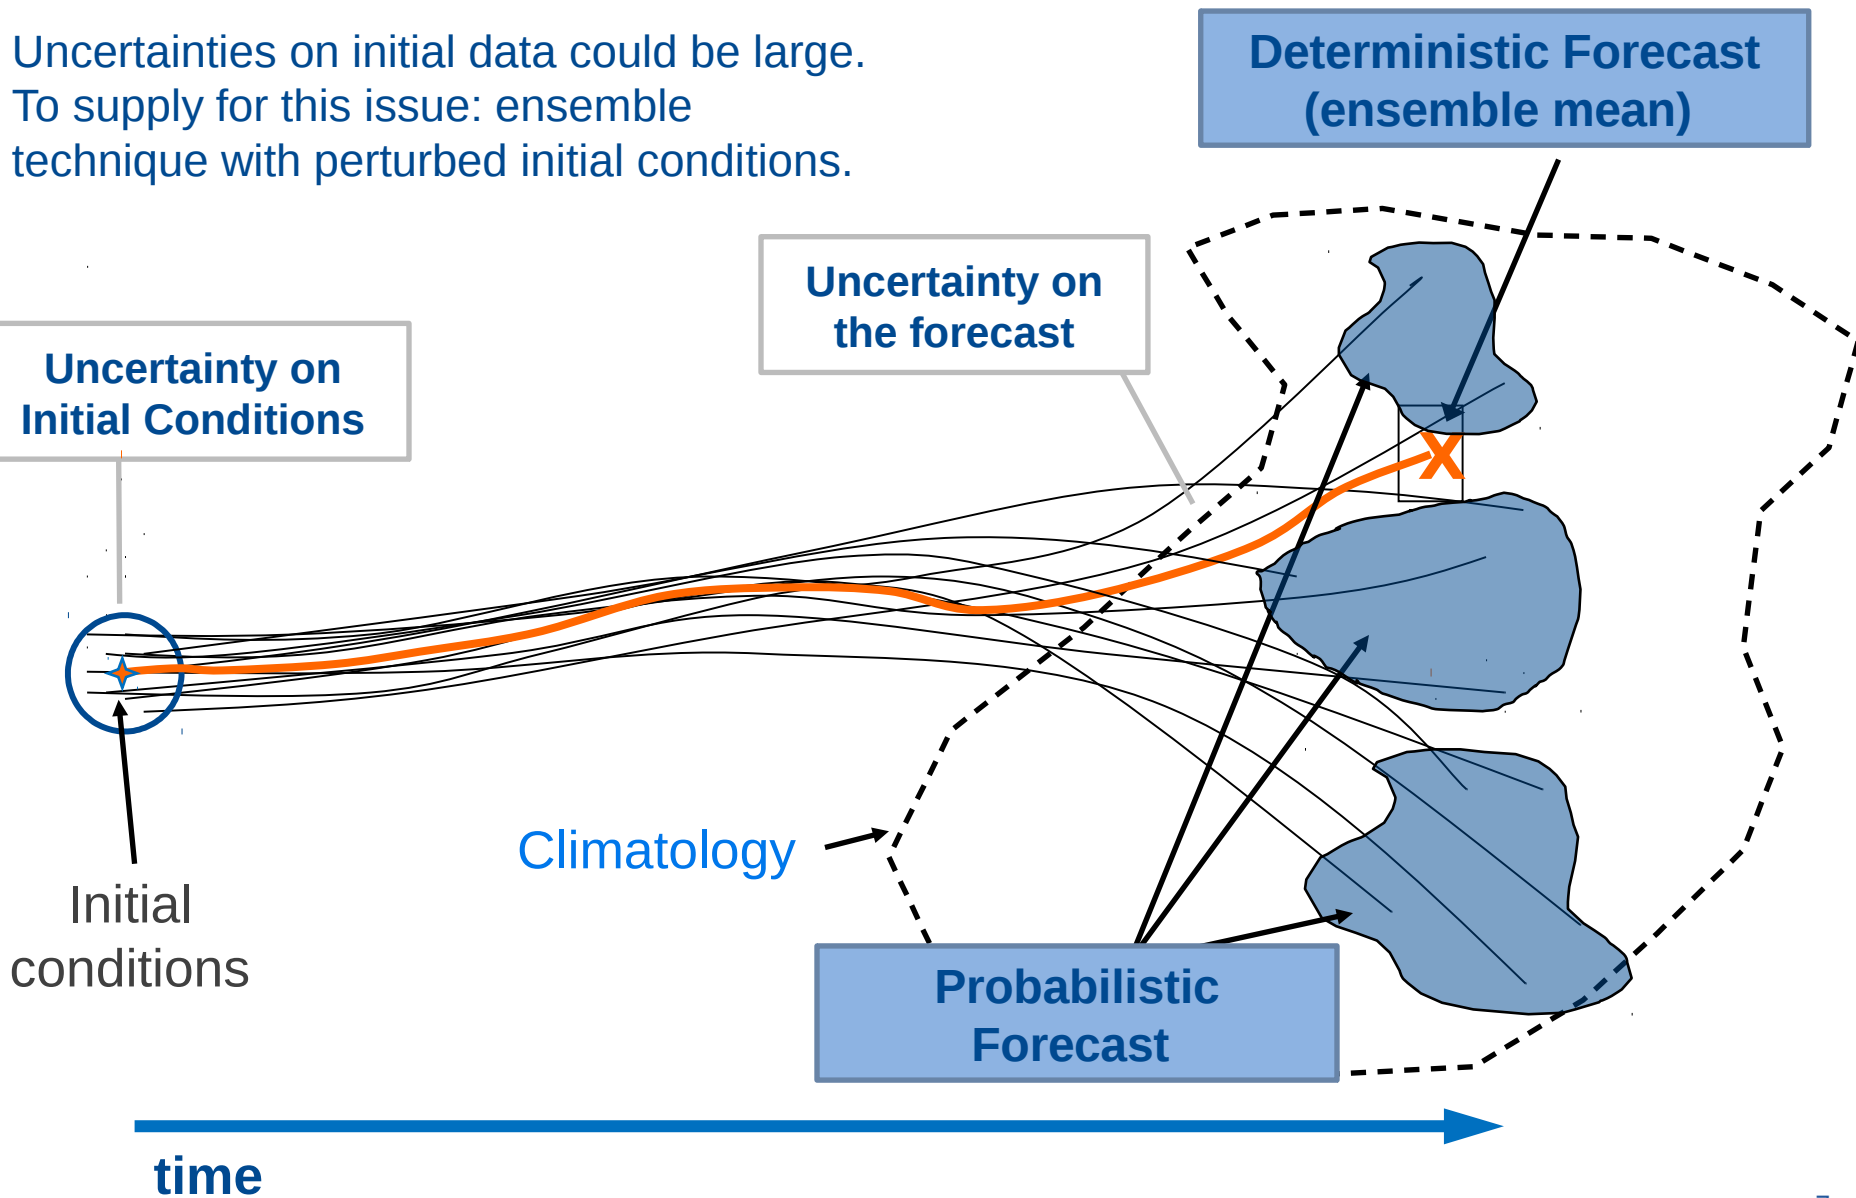 Uncertainties on initial data could be large.
To supply for this issue: ensemble
technique with perturbed initial conditions.
Deterministic Forecast
(ensemble mean)
Uncertainty on
the forecast
Uncertainty on
Initial Conditions
X
Climatology
Initial
conditions
Probabilistic
Forecast
time